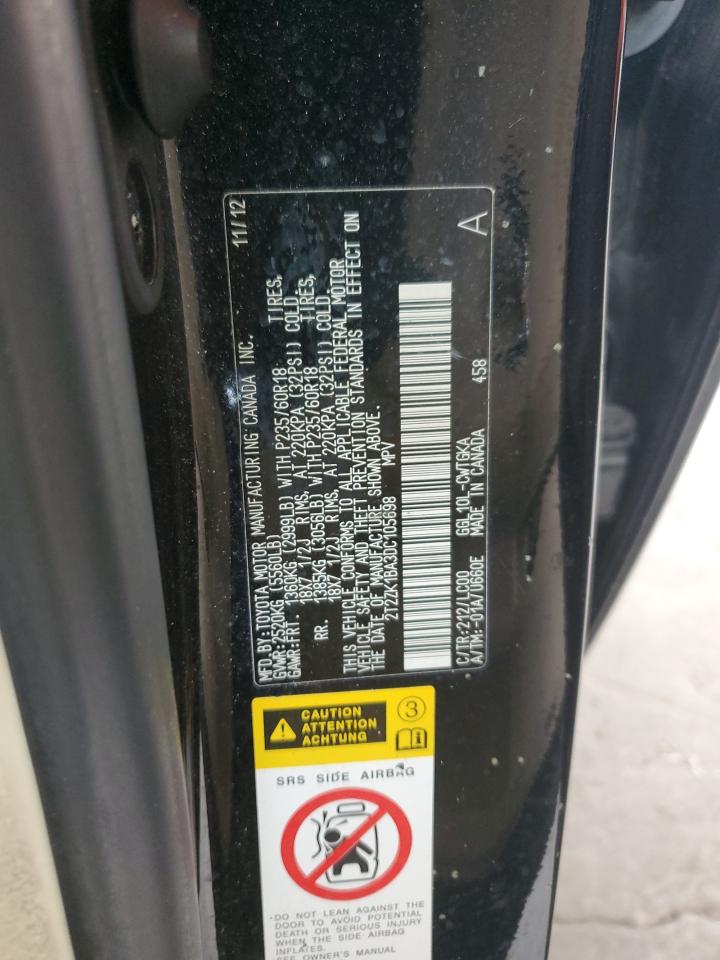 MFD.BY:TOYOTA MOTOR MANUFACTURING CANADA INC. 11/12
GVWR:2520KG(5560LB)
GAWR:FRT. 1360KG(2999LB)WITH P235/60R18 TIRES,
18X7 1/2J RIMS, AT 220KPA(32PSI) COLD.
RR. 1385KG(3056LB)WITH P235/60R18 TIRES,
18X7 1/2J RIMS, AT 220KPA(32PSI) COLD.
THIS VEHICLE CONFORMS TO ALL APPLICABLE FEDERAL MOTOR
VEHICLE SAFETY AND THEFT PREVENTION STANDARDS IN EFFECT ON
THE DATE OF MANUFACTURE SHOWN ABOVE.
2T2ZK1BA3DC105698 MPV
C/TR:212/LC00 GGL10L-CWTGKA A
A/TM:-01A/U660E MADE IN CANADA 458
CAUTION
ATTENTION
ACHTUNG
3
SRS SIDE AIRBAG
-DO NOT LEAN AGAINST THE
DOOR TO AVOID POTENTIAL
DEATH OR SERIOUS INJURY
WHEN THE SIDE AIRBAG
INFLATES.
SEE OWNER'S MANUAL